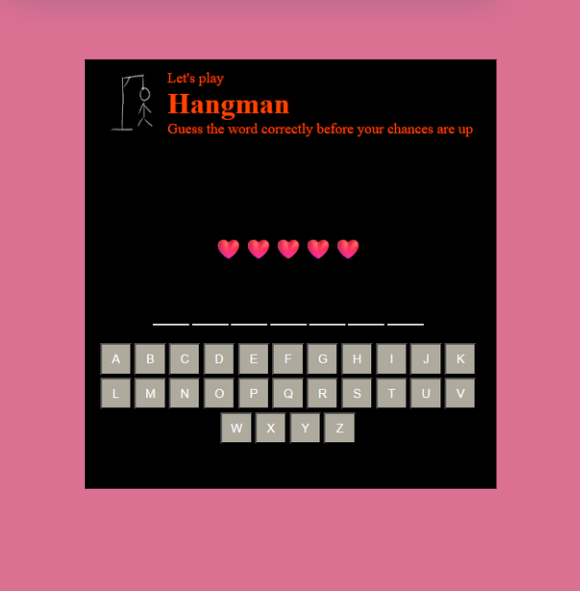 Let's play
Hangman
Guess the word correctly before your chances are up
A B C D E F G H I J K
L M N O P Q R S T U V
W X Y Z